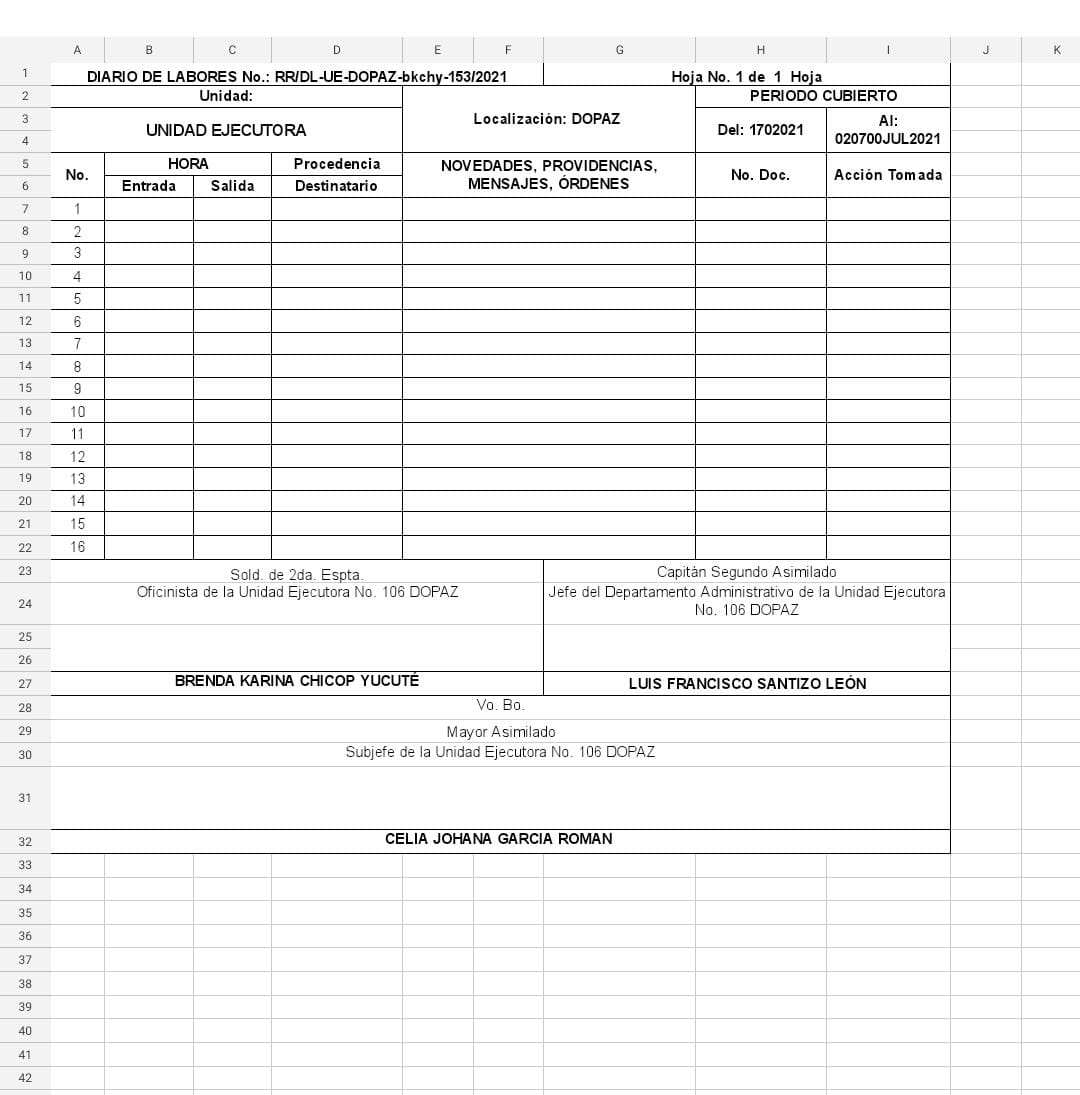 A B C D E F G H I J K
1 DIARIO DE LABORES No.: RR/DL-UE-DOPAZ-bkchy-153/2021 Hoja No. 1 de 1 Hoja
2 Unidad: PERIODO CUBIERTO
3 UNIDAD EJECUTORA Localización: DOPAZ Del: 1702021 Al:
4 020700JUL2021
5 No. HORA Procedencia NOVEDADES, PROVIDENCIAS, No. Doc. Acción Tomada
6 Entrada Salida Destinatario MENSAJES, ÓRDENES
7 1
8 2
9 3
10 4
11 5
12 6
13 7
14 8
15 9
16 10
17 11
18 12
19 13
20 14
21 15
22 16
23 Sold. de 2da. Espta. Capitán Segundo Asimilado
24 Oficinista de la Unidad Ejecutora No. 106 DOPAZ Jefe del Departamento Administrativo de la Unidad Ejecutora
No. 106 DOPAZ
25
26
27 BRENDA KARINA CHICOP YUCUTÉ LUIS FRANCISCO SANTIZO LEÓN
28 Vo. Bo.
29 Mayor Asimilado
30 Subjefe de la Unidad Ejecutora No. 106 DOPAZ
31
32 CELIA JOHANA GARCIA ROMAN
33
34
35
36
37
38
39
40
41
42